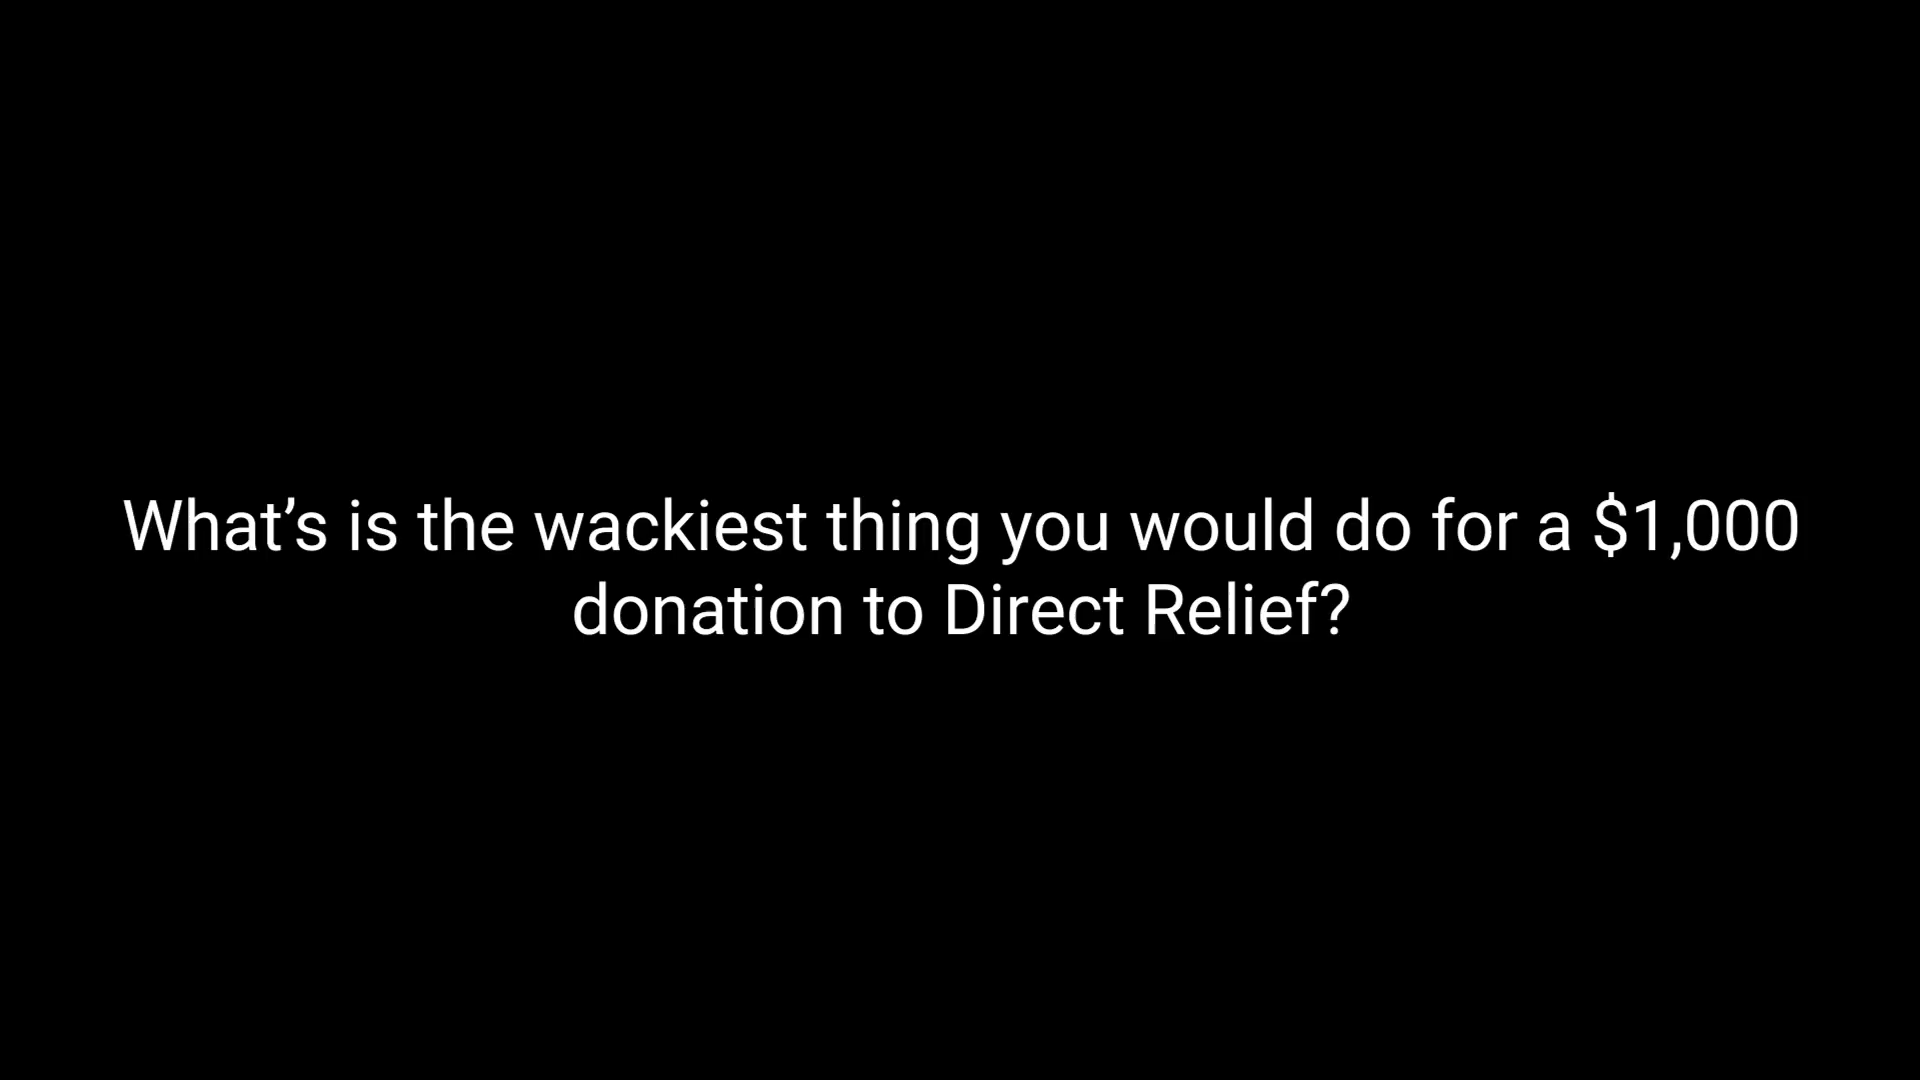 What’s is the wackiest thing you would do for a $1,000
donation to Direct Relief?